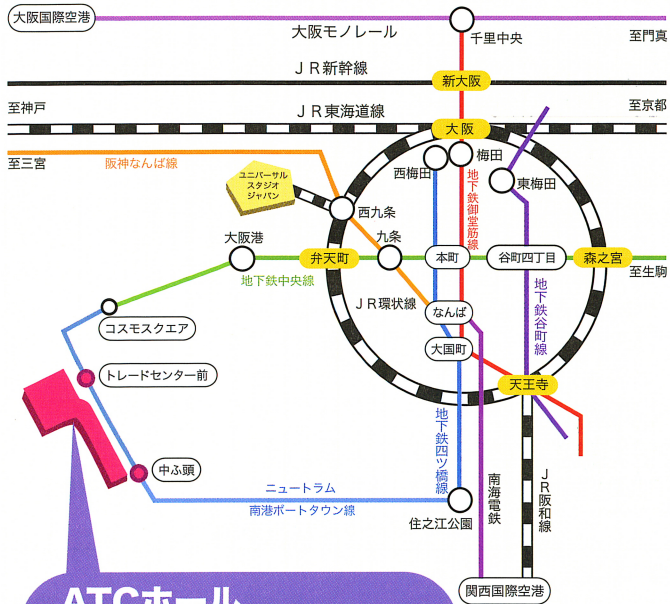 大阪国際空港
大阪モノレール
千里中央
至門真
JR新幹線
新大阪
至神戸
JR東海道線
至京都
大阪
至三宮
阪神なんば線
西梅田
梅田
東梅田
ユニバーサル
スタジオ
ジャパン
地下鉄御堂筋線
西九条
九条
大阪港
弁天町
本町
谷町四丁目
森之宮
至生駒
地下鉄中央線
JR環状線
地下鉄谷町線
コスモスクエア
なんば
大国町
トレードセンター前
天王寺
地下鉄四ツ橋線
中ふ頭
南海電鉄
JR阪和線
ニュートラム
南港ポートタウン線
住之江公園
関西国際空港
ATCホール